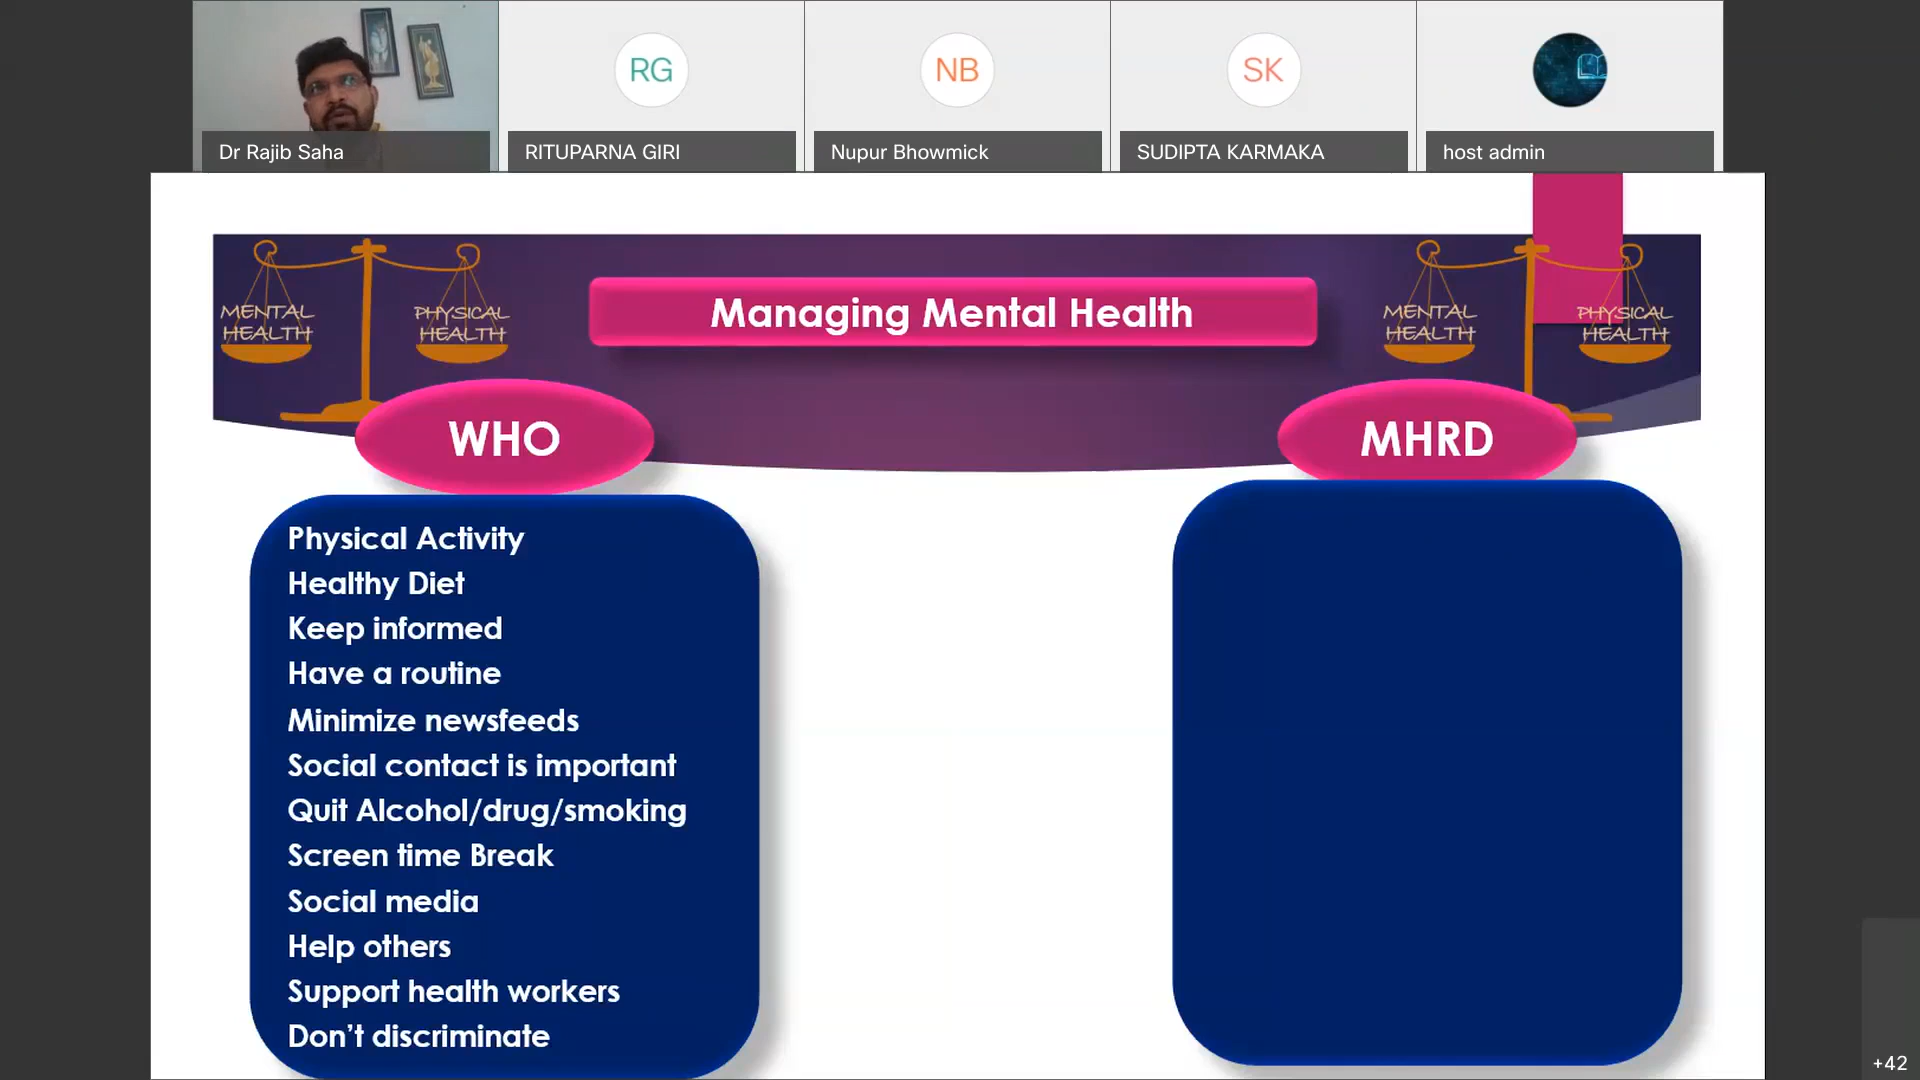 RG
NB
SK
Dr Rajib Saha
RITUPARNA GIRI
Nupur Bhowmick
SUDIPTA KARMAKA
host admin
Managing Mental Health
MENTAL
HEALTH
PHYSICAL
HEALTH
MENTAL
HEALTH
PHYSICAL
HEALTH
WHO
MHRD
Physical Activity
Healthy Diet
Keep informed
Have a routine
Minimize newsfeeds
Social contact is important
Quit Alcohol/drug/smoking
Screen time Break
Social media
Help others
Support health workers
Don’t discriminate
+42